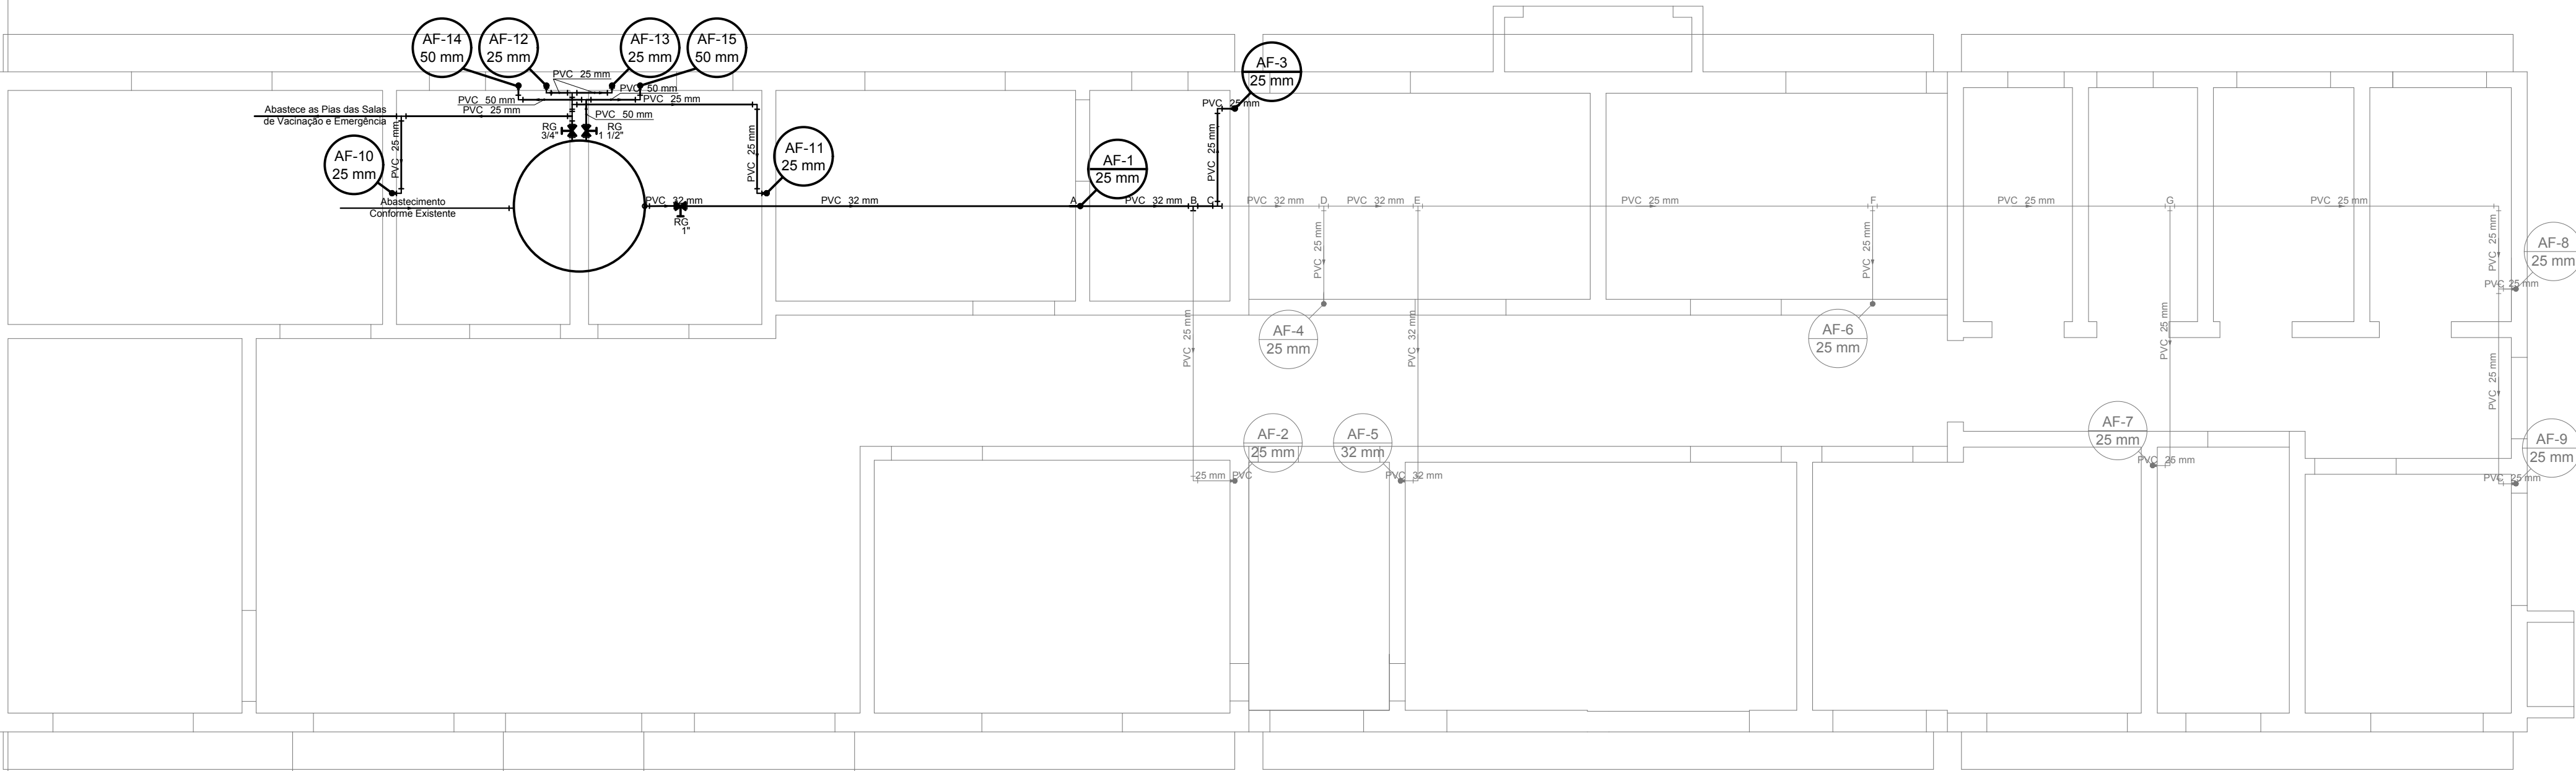 AF-14
50 mm
AF-12
25 mm
AF-13
25 mm
AF-15
50 mm
AF-3
25 mm
PVC 25 mm
PVC 50 mm
PVC 50 mm
PVC 25 mm
PVC 25 mm
Abastece as Pias das Salas
de Vacinação e Emergência
PVC 25 mm
PVC 50 mm
RG
3/4"
RG
1 1/2"
PVC 25 mm
PVC 25 mm
PVC 25 mm
AF-10
25 mm
AF-11
25 mm
AF-1
25 mm
Abastecimento
Conforme Existente
PVC 32 mm
RG
1"
PVC 32 mm
A
PVC 32 mm
B
C
PVC 32 mm
D
PVC 32 mm
E
PVC 25 mm
F
PVC 25 mm
G
PVC 25 mm
PVC 25 mm
PVC 25 mm
PVC 25 mm
AF-8
25 mm
PVC 25 mm
PVC 25 mm
PVC 32 mm
PVC 25 mm
AF-4
25 mm
AF-6
25 mm
PVC 25 mm
AF-2
25 mm
AF-5
32 mm
AF-7
25 mm
AF-9
25 mm
25 mm PVC
PVC 32 mm
PVC 25 mm
PVC 25 mm